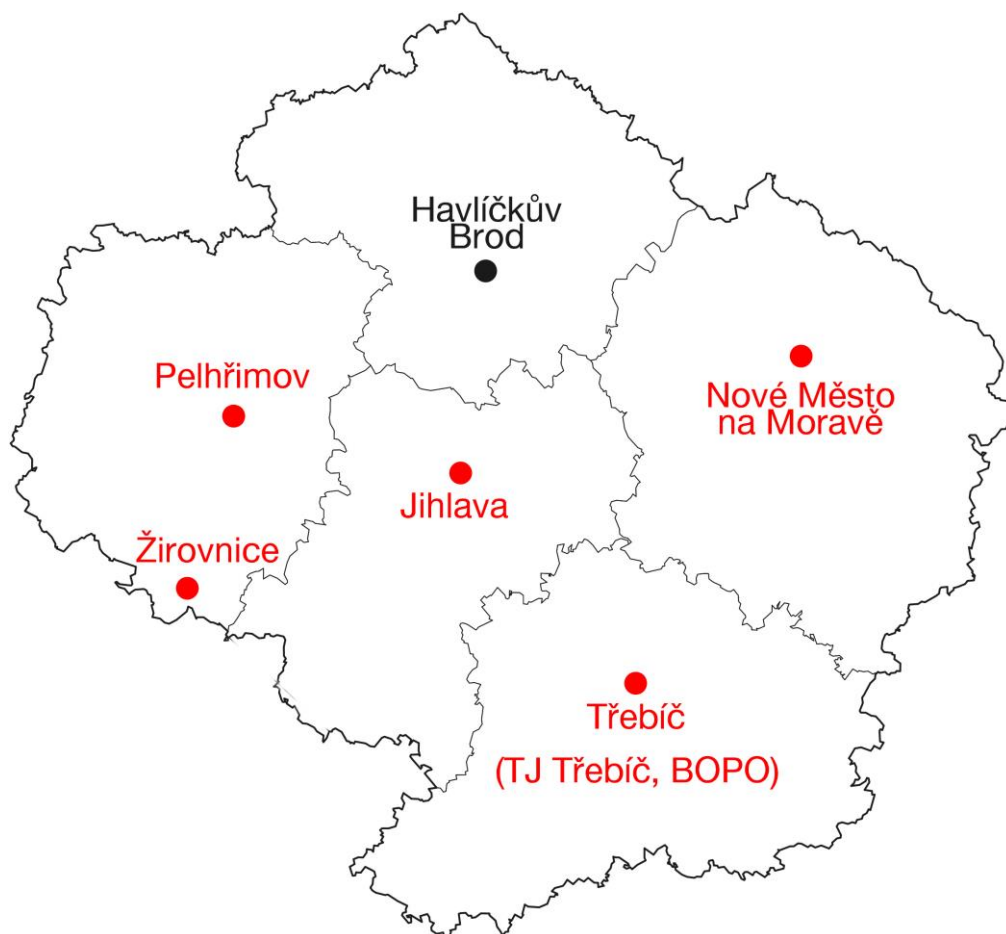 Havlíčkův
Brod
Pelhřimov
Nové Město
na Moravě
Jihlava
Žirovnice
Třebíč
(TJ Třebíč, BOPO)